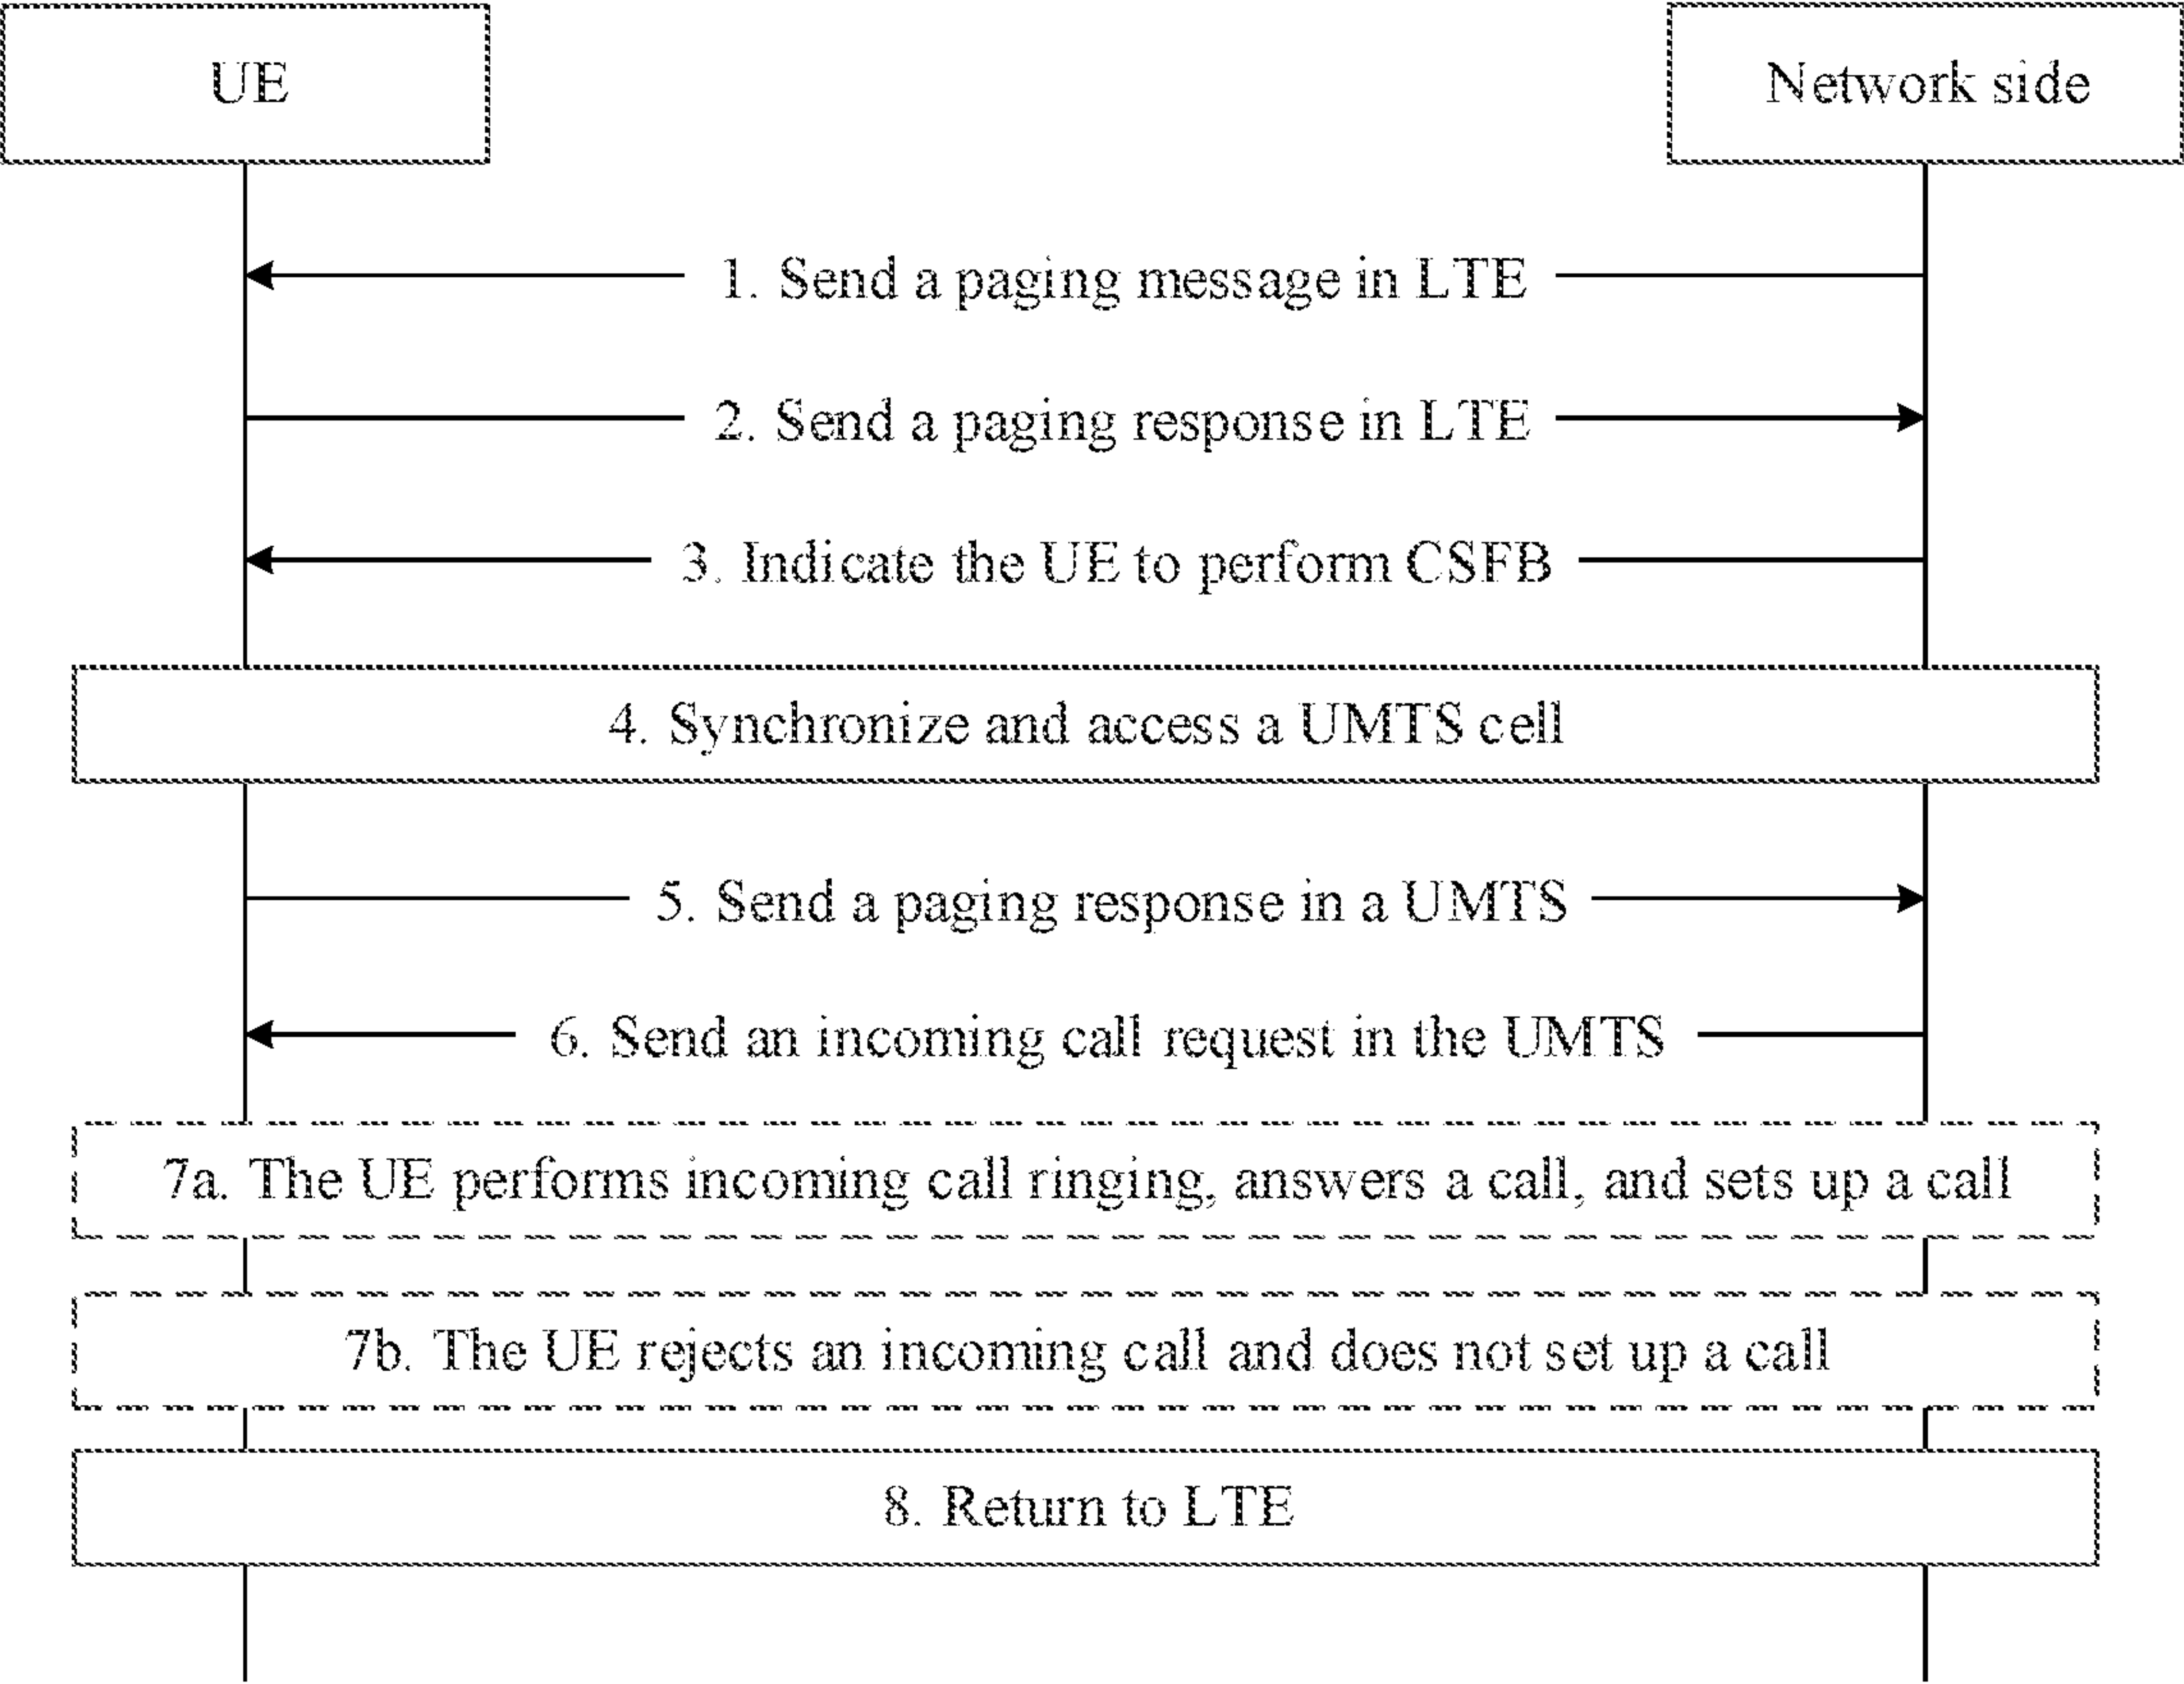 UE
Network side
1. Send a paging message in LTE
2. Send a paging response in LTE
3. Indicate the UE to perform CSFB
4. Synchronize and access a UMTS cell
5. Send a paging response in a UMTS
6. Send an incoming call request in the UMTS
7a. The UE performs incoming call ringing, answers a call, and sets up a call
7b. The UE rejects an incoming call and does not set up a call
8. Return to LTE